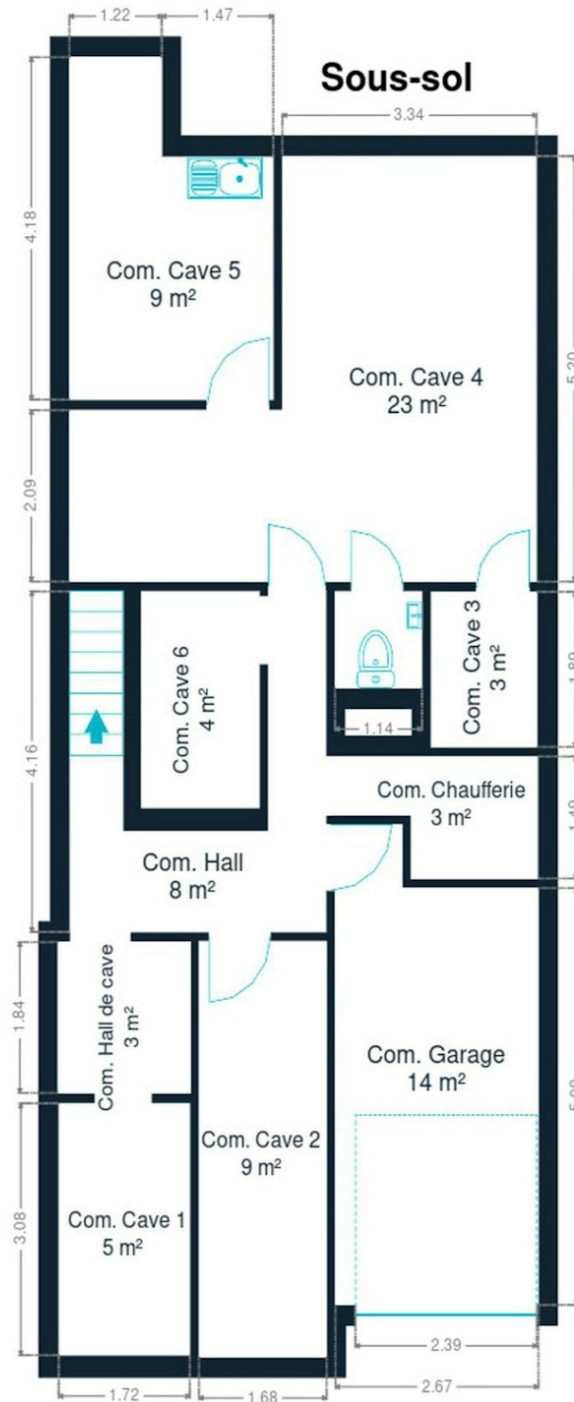 1.22
1.47
Sous-sol
3.34
4.18
Com. Cave 5
9 m²
Com. Cave 4
23 m²
2.09
Com. Cave 6
4 m²
Com. Cave 3
3 m²
1.14
4.16
Com. Chaufferie
3 m²
Com. Hall
8 m²
Com. Hall de cave
3 m²
1.84
Com. Garage
14 m²
Com. Cave 2
9 m²
3.08
Com. Cave 1
5 m²
2.39
1.72
1.68
2.67